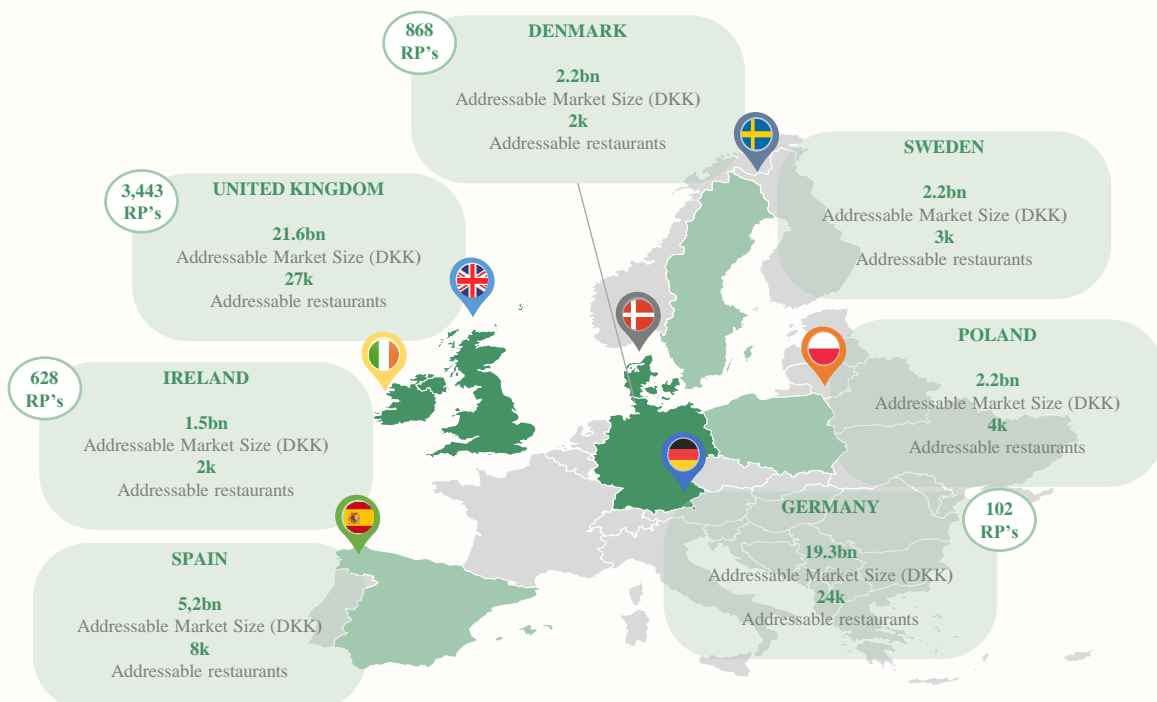 868
RP’s
DENMARK
2.2bn
Addressable Market Size (DKK)
2k
Addressable restaurants
SWEDEN
2.2bn
Addressable Market Size (DKK)
3k
Addressable restaurants
3,443
RP’s
UNITED KINGDOM
21.6bn
Addressable Market Size (DKK)
27k
Addressable restaurants
POLAND
2.2bn
Addressable Market Size (DKK)
4k
Addressable restaurants
628
RP’s
IRELAND
1.5bn
Addressable Market Size (DKK)
2k
Addressable restaurants
GERMANY
102
RP’s
19.3bn
Addressable Market Size (DKK)
24k
Addressable restaurants
SPAIN
5,2bn
Addressable Market Size (DKK)
8k
Addressable restaurants